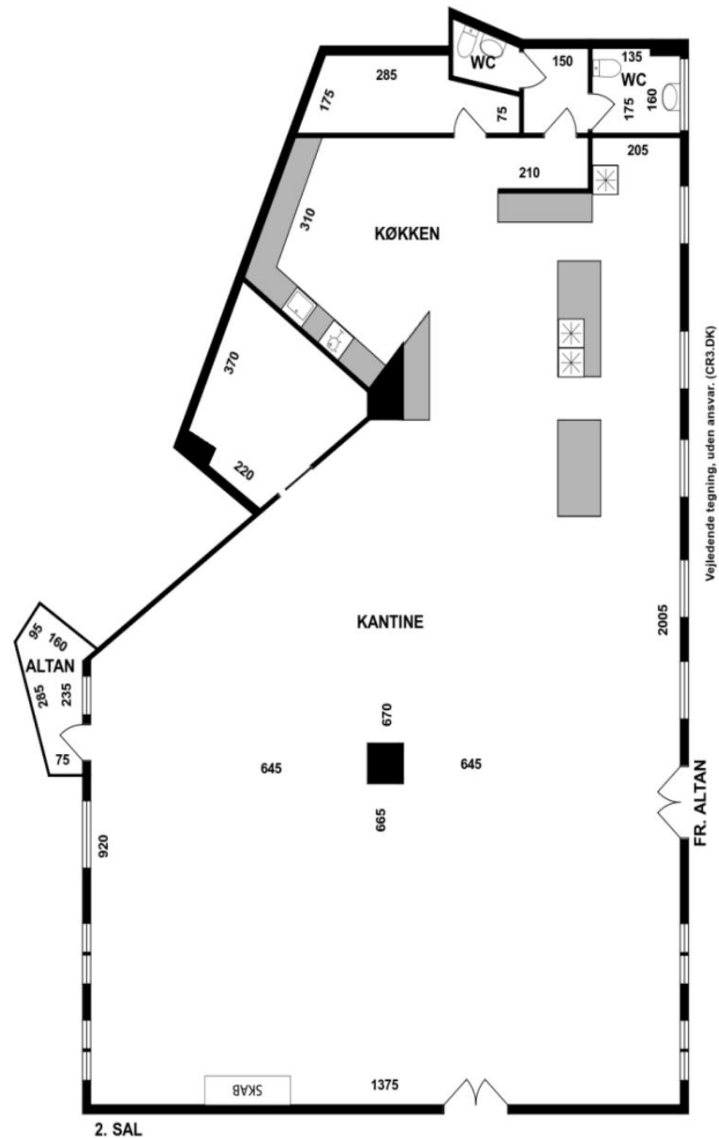 WC
150
135
WC
175
160
285
175
75
205
210
310
KØKKEN
370
220
Vejledende tegning, uden ansvar. (CR3.DK)
KANTINE
2005
95
160
ALTAN
285
235
75
670
645
645
665
FR. ALTAN
920
SKAB
1375
2. SAL